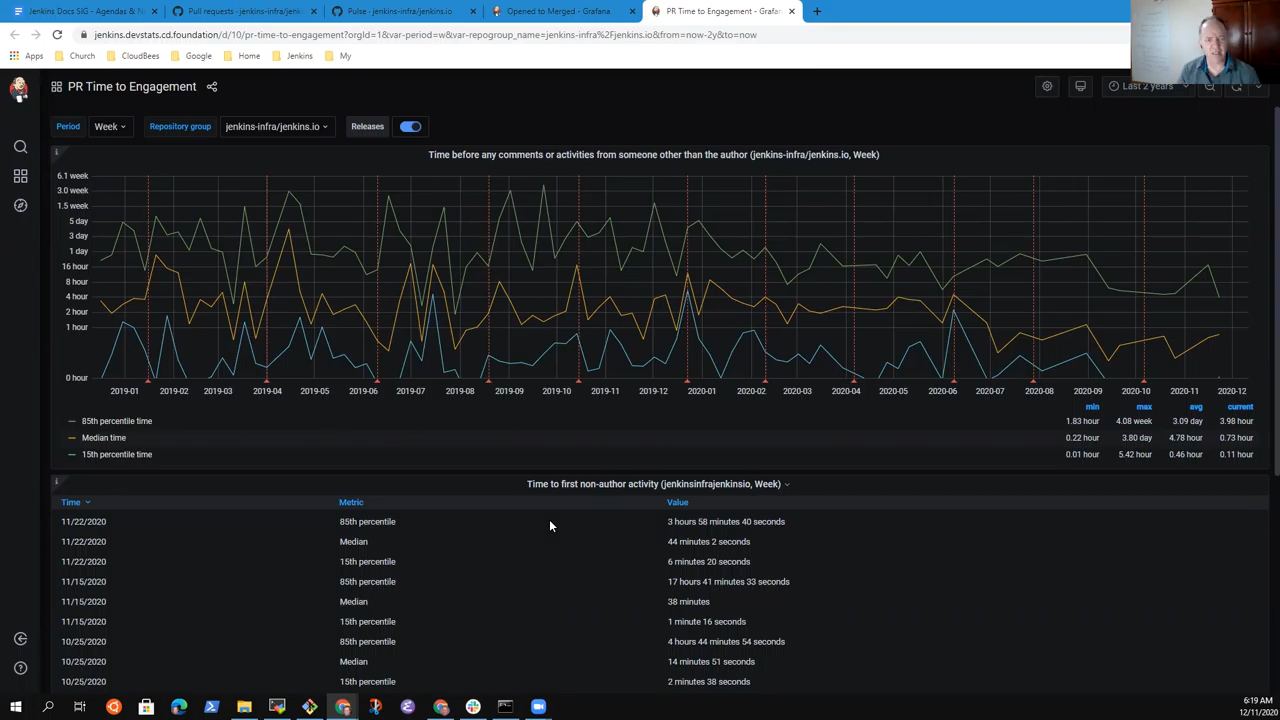 Jenkins Docs SIG - Agendas & N
Pull requests · jenkins-infra/jenkin
Pulse · jenkins-infra/jenkins.io
Opened to Merged - Grafana
PR Time to Engagement - Grafan
jenkins.devstats.cd.foundation/d/10/pr-time-to-engagement?orgId=1&var-period=w&var-repogroup_name=jenkins-infra%2Fjenkins.io&from=now-2y&to=now
Apps Church CloudBees Google Home Jenkins My
PR Time to Engagement
Last 2 years
Period Week Repository group jenkins-infra/jenkins.io Releases
Time before any comments or activities from someone other than the author (jenkins-infra/jenkins.io, Week)
6.1 week
3.0 week
1.5 week
5 day
3 day
1 day
16 hour
8 hour
4 hour
2 hour
1 hour
0 hour
2019-01 2019-02 2019-03 2019-04 2019-05 2019-06 2019-07 2019-08 2019-09 2019-10 2019-11 2019-12 2020-01 2020-02 2020-03 2020-04 2020-05 2020-06 2020-07 2020-08 2020-09 2020-10 2020-11 2020-12
min max avg current
85th percentile time 1.83 hour 4.08 week 3.09 day 3.98 hour
Median time 0.22 hour 3.80 day 4.78 hour 0.73 hour
15th percentile time 0.01 hour 5.42 hour 0.46 hour 0.11 hour
Time to first non-author activity (jenkinsinfrajenkinsio, Week)
Time Metric Value
11/22/2020 85th percentile 3 hours 58 minutes 40 seconds
11/22/2020 Median 44 minutes 2 seconds
11/22/2020 15th percentile 6 minutes 20 seconds
11/15/2020 85th percentile 17 hours 41 minutes 33 seconds
11/15/2020 Median 38 minutes
11/15/2020 15th percentile 1 minute 16 seconds
10/25/2020 85th percentile 4 hours 44 minutes 54 seconds
10/25/2020 Median 14 minutes 51 seconds
10/25/2020 15th percentile 2 minutes 38 seconds
6:19 AM
12/11/2020